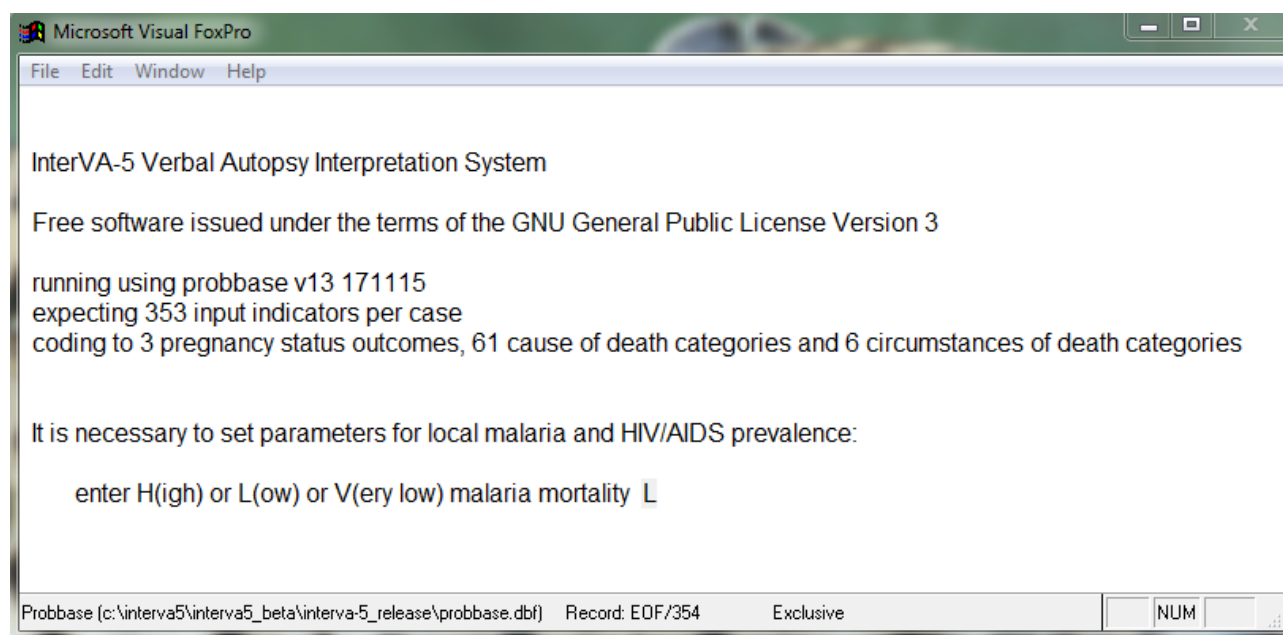 Microsoft Visual FoxPro
File Edit Window Help
InterVA-5 Verbal Autopsy Interpretation System
Free software issued under the terms of the GNU General Public License Version 3
running using probbase v13 171115
expecting 353 input indicators per case
coding to 3 pregnancy status outcomes, 61 cause of death categories and 6 circumstances of death categories
It is necessary to set parameters for local malaria and HIV/AIDS prevalence:
enter H(igh) or L(ow) or V(ery low) malaria mortality L
Probbase (c:\interva5\interva5_beta\interva-5_release\probbase.dbf) Record: EOF/354 Exclusive NUM